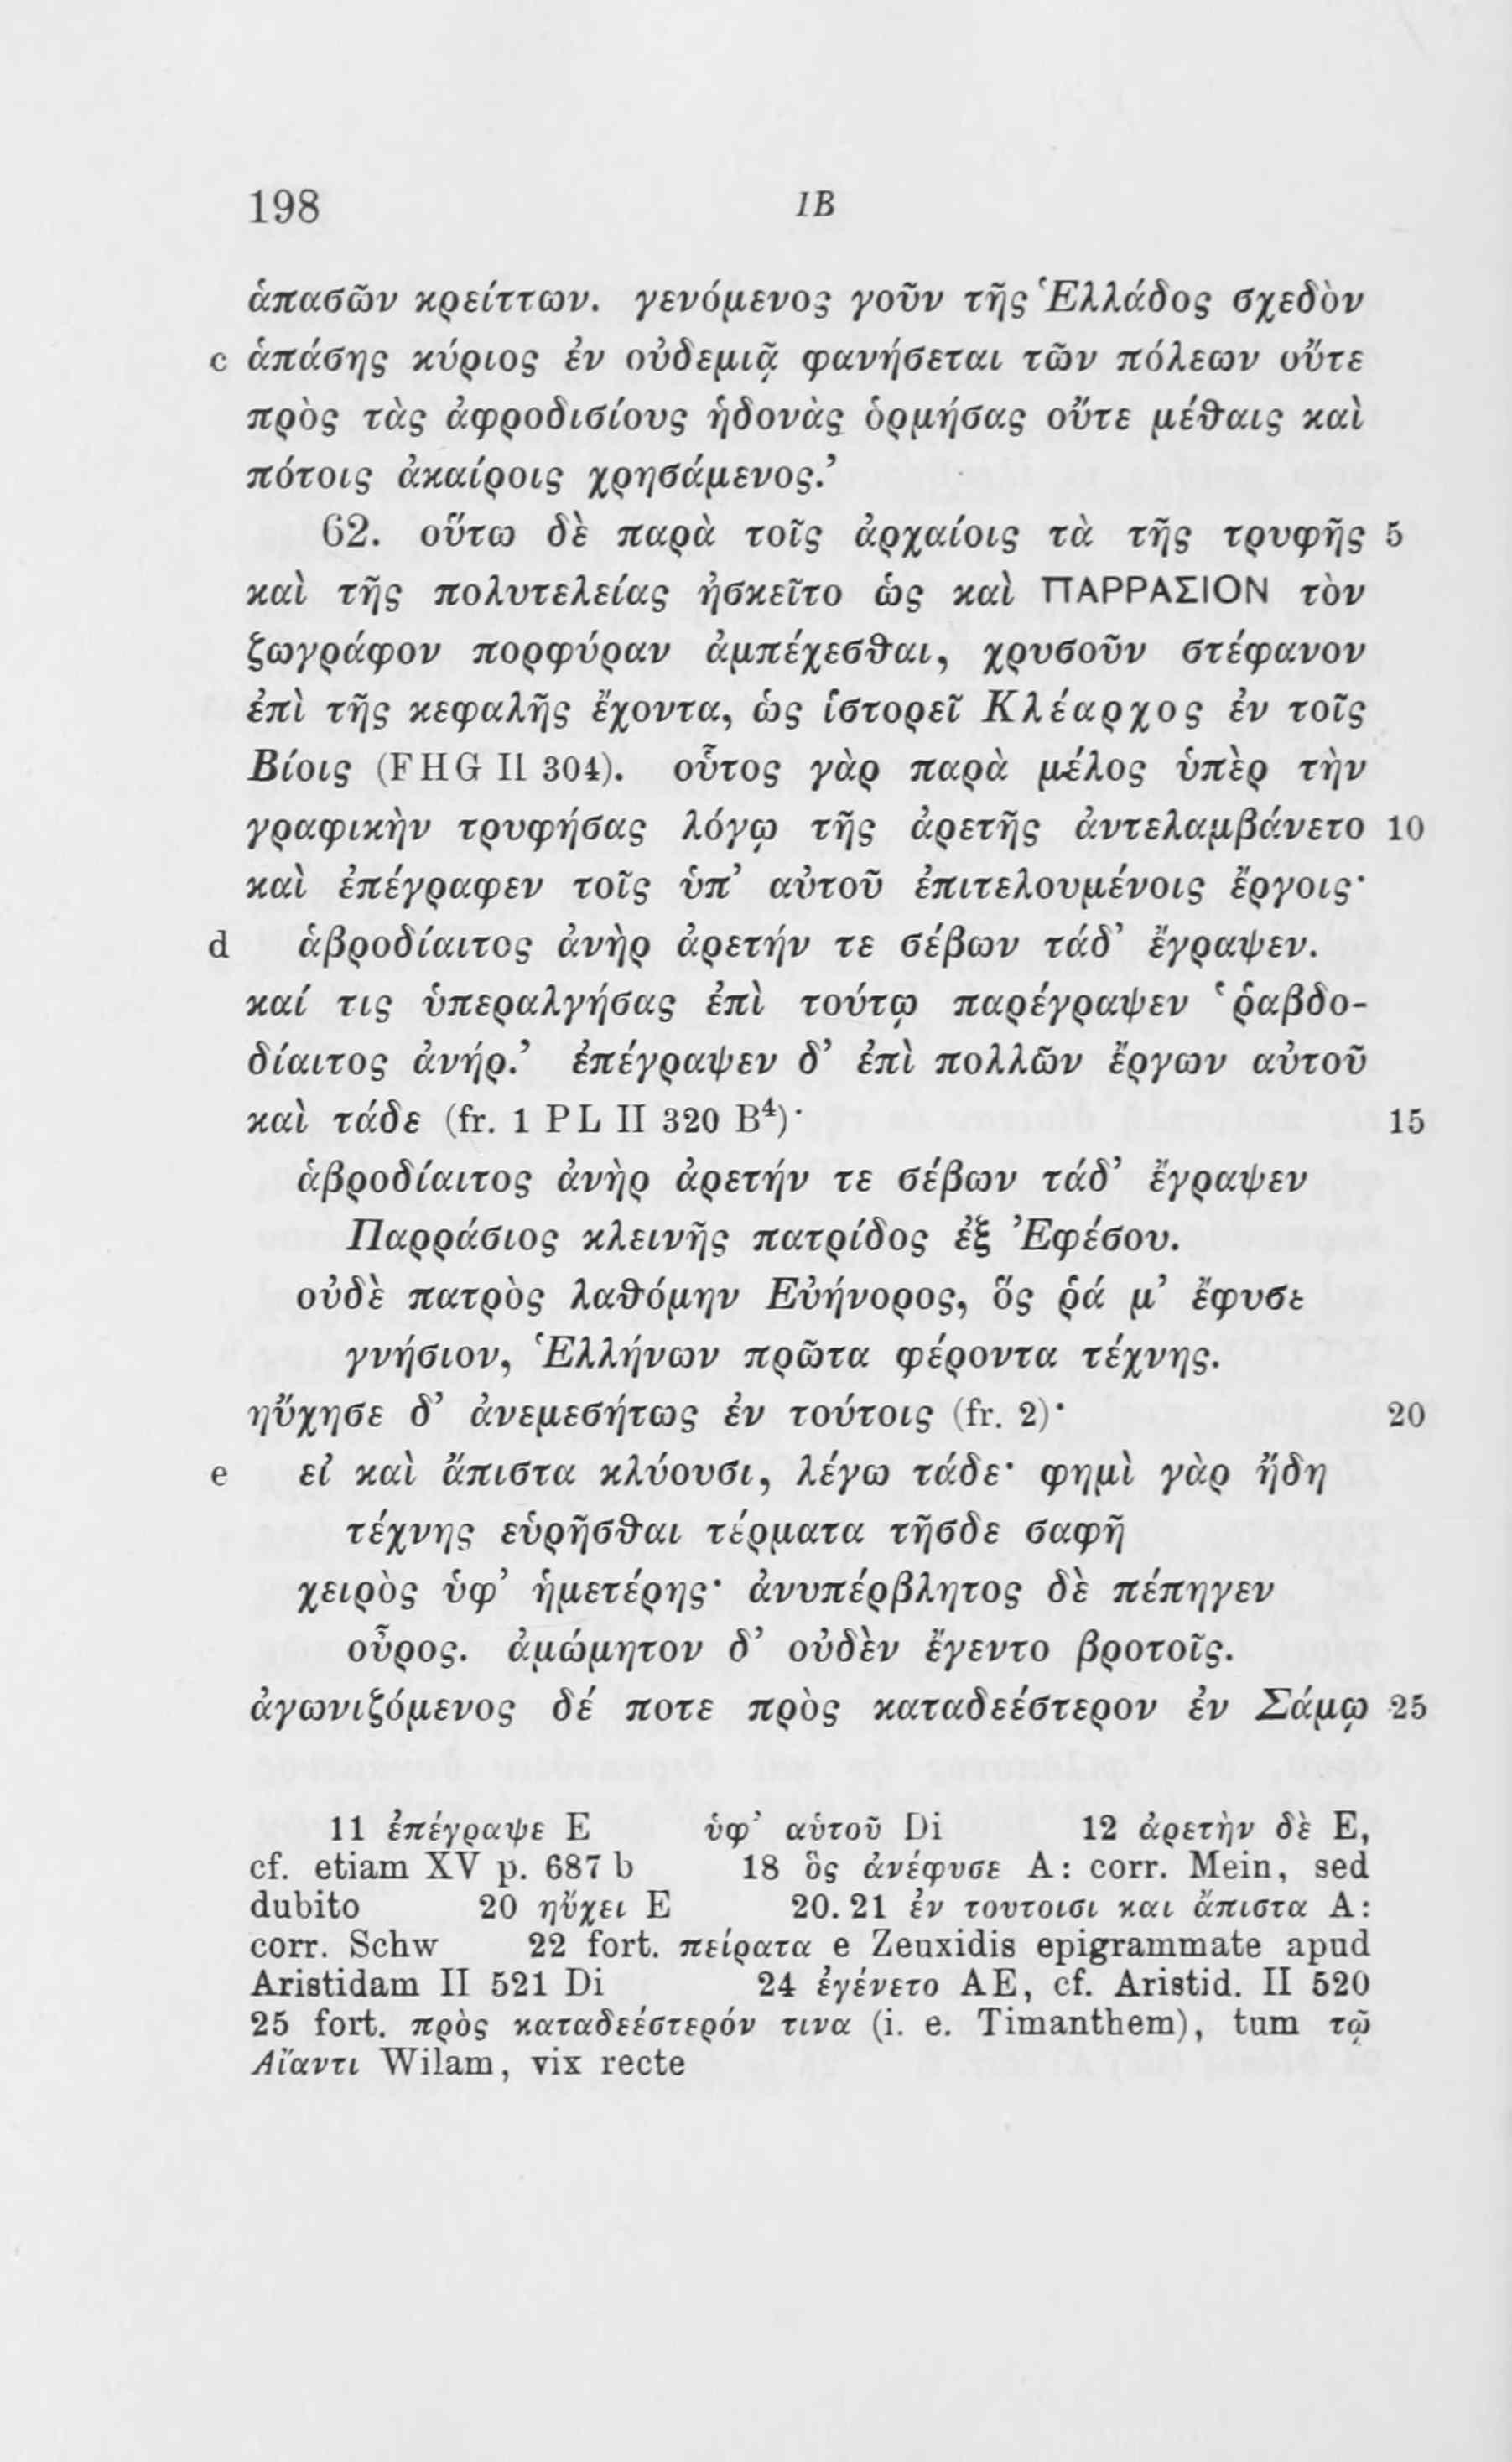 198 ΙΒ
ἁπασῶν κρείττων. γενόμενος γοῦν τῆς Ἑλλάδος σχεδὸν
c ἁπάσης κύριος ἐν οὐδεμιᾷ φανήσεται τῶν πόλεων οὔτε
πρὸς τὰς ἀφροδισίους ἡδονὰς ὁρμήσας οὔτε μέθαις καὶ
πότοις ἀκαίροις χρησάμενος.’
62. οὕτω δὲ παρὰ τοῖς ἀρχαίοις τὰ τῆς τρυφῆς 5
καὶ τῆς πολυτελείας ἠσκεῖτο ὡς καὶ ΠΑΡΡΑΣΙΟΝ τὸν
ζωγράφον πορφύραν ἀμπέχεσθαι, χρυσοῦν στέφανον
ἐπὶ τῆς κεφαλῆς ἔχοντα, ὡς ἱστορεῖ Κλέαρχος ἐν τοῖς
Βίοις (FHG II 304). οὗτος γὰρ παρὰ μέλος ὑπὲρ τὴν
γραφικὴν τρυφήσας λόγῳ τῆς ἀρετῆς ἀντελαμβάνετο 10
καὶ ἐπέγραφεν τοῖς ὑπ’ αὐτοῦ ἐπιτελουμένοις ἔργοις·
d ἁβροδίαιτος ἀνὴρ ἀρετήν τε σέβων τάδ’ ἔγραψεν.
καί τις ὑπεραλγήσας ἐπὶ τούτῳ παρέγραψεν ‘ῥαβδο-
δίαιτος ἀνήρ.’ ἐπέγραψεν δ’ ἐπὶ πολλῶν ἔργων αὐτοῦ
καὶ τάδε (fr. 1 PL II 320 B⁴)· 15
ἁβροδίαιτος ἀνὴρ ἀρετήν τε σέβων τάδ’ ἔγραψεν
Παρράσιος κλεινῆς πατρίδος ἐξ Ἐφέσου.
οὐδὲ πατρὸς λαθόμην Εὐήνορος, ὅς ῥά μ’ ἔφυσε
γνήσιον, Ἑλλήνων πρῶτα φέροντα τέχνης.
ηὔχησε δ’ ἀνεμεσήτως ἐν τούτοις (fr. 2)· 20
e εἰ καὶ ἄπιστα κλύουσι, λέγω τάδε· φημὶ γὰρ ἤδη
τέχνης εὑρῆσθαι τέρματα τῆσδε σαφῆ
χειρὸς ὑφ’ ἡμετέρης· ἀνυπέρβλητος δὲ πέπηγεν
οὖρος. ἀμώμητον δ’ οὐδὲν ἔγεντο βροτοῖς.
ἀγωνιζόμενος δέ ποτε πρὸς καταδεέστερον ἐν Σάμῳ 25
11 ἐπέγραψε E ὑφ’ αὑτοῦ Di 12 ἀρετὴν δὲ E,
cf. etiam XV p. 687 b 18 ὃς ἀνέφυσε A: corr. Mein, sed
dubito 20 ηὔχει E 20. 21 ἐν τουτοισι και ἄπιστα A:
corr. Schw 22 fort. πείρατα e Zeuxidis epigrammate apud
Aristidam II 521 Di 24 ἐγένετο AE, cf. Aristid. II 520
25 fort. πρὸς καταδεέστερόν τινα (i. e. Timanthem), tum τῷ
Αἴαντι Wilam, vix recte